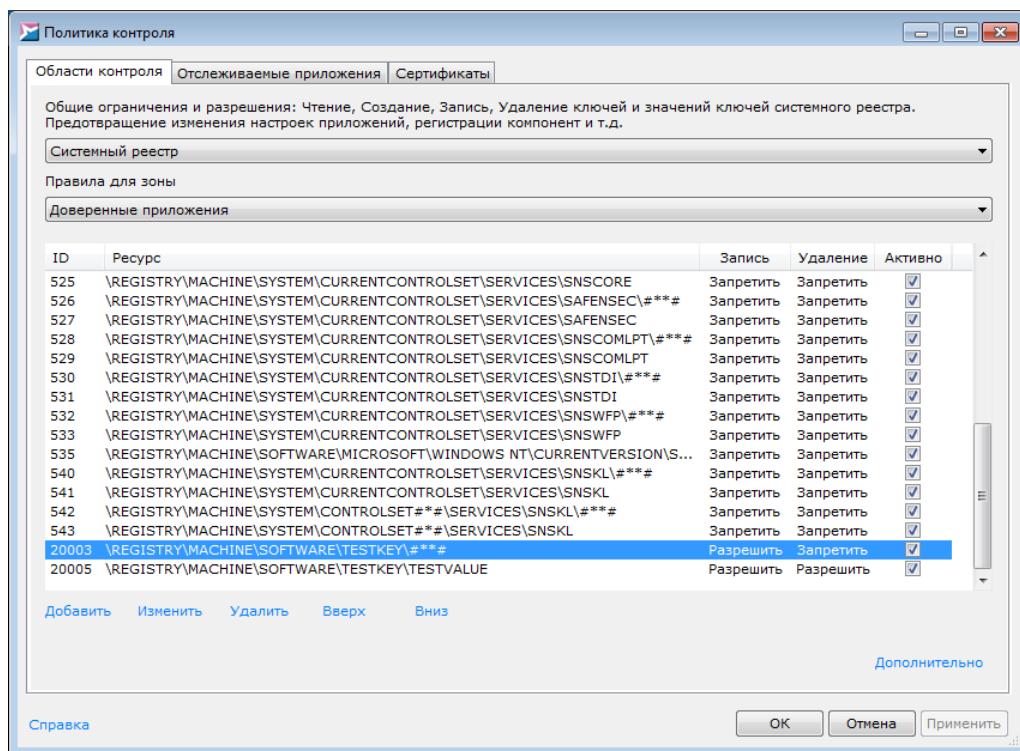 Политика контроля
Области контроля Отслеживаемые приложения Сертификаты
Общие ограничения и разрешения: Чтение, Создание, Запись, Удаление ключей и значений ключей системного реестра.
Предотвращение изменения настроек приложений, регистрации компонент и т.д.
Системный реестр
Правила для зоны
Доверенные приложения
ID Ресурс Запись Удаление Активно
525 \REGISTRY\MACHINE\SYSTEM\CURRENTCONTROLSET\SERVICES\SNSCORE Запретить Запретить
526 \REGISTRY\MACHINE\SYSTEM\CURRENTCONTROLSET\SERVICES\SAFENSEC\#**# Запретить Запретить
527 \REGISTRY\MACHINE\SYSTEM\CURRENTCONTROLSET\SERVICES\SAFENSEC Запретить Запретить
528 \REGISTRY\MACHINE\SYSTEM\CURRENTCONTROLSET\SERVICES\SNSCOMLPT\#**# Запретить Запретить
529 \REGISTRY\MACHINE\SYSTEM\CURRENTCONTROLSET\SERVICES\SNSCOMLPT Запретить Запретить
530 \REGISTRY\MACHINE\SYSTEM\CURRENTCONTROLSET\SERVICES\SNSTDI\#**# Запретить Запретить
531 \REGISTRY\MACHINE\SYSTEM\CURRENTCONTROLSET\SERVICES\SNSTDI Запретить Запретить
532 \REGISTRY\MACHINE\SYSTEM\CURRENTCONTROLSET\SERVICES\SNSWFP\#**# Запретить Запретить
533 \REGISTRY\MACHINE\SYSTEM\CURRENTCONTROLSET\SERVICES\SNSWFP Запретить Запретить
535 \REGISTRY\MACHINE\SOFTWARE\MICROSOFT\WINDOWS NT\CURRENTVERSION\S... Запретить Запретить
540 \REGISTRY\MACHINE\SYSTEM\CURRENTCONTROLSET\SERVICES\SNSKL\#**# Запретить Запретить
541 \REGISTRY\MACHINE\SYSTEM\CURRENTCONTROLSET\SERVICES\SNSKL Запретить Запретить
542 \REGISTRY\MACHINE\SYSTEM\CONTROLSET#*#\SERVICES\SNSKL\#**# Запретить Запретить
543 \REGISTRY\MACHINE\SYSTEM\CONTROLSET#*#\SERVICES\SNSKL Запретить Запретить
20003 \REGISTRY\MACHINE\SOFTWARE\TESTKEY\#**# Разрешить Запретить
20005 \REGISTRY\MACHINE\SOFTWARE\TESTKEY\TESTVALUE Разрешить Разрешить
Добавить Изменить Удалить Вверх Вниз
Дополнительно
Справка ОК Отмена Применить